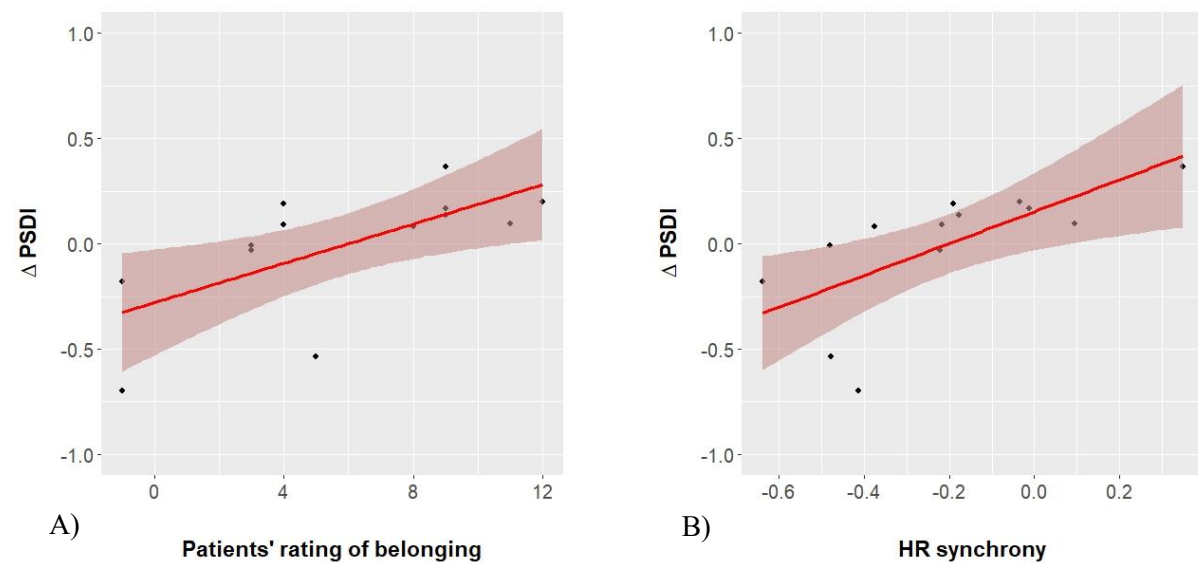 1.0
0.5
0.0
-0.5
-1.0
Δ PSDI
0 4 8 12
A)
Patients' rating of belonging
1.0
0.5
0.0
-0.5
-1.0
Δ PSDI
-0.6 -0.4 -0.2 0.0 0.2
B)
HR synchrony